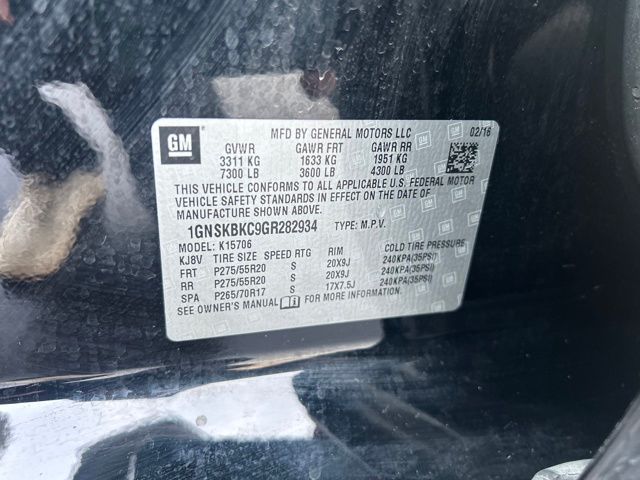 GM
MFD BY GENERAL MOTORS LLC 02/16
GVWR GAWR FRT GAWR RR
3311 KG 1633 KG 1951 KG
7300 LB 3600 LB 4300 LB
THIS VEHICLE CONFORMS TO ALL APPLICABLE U.S. FEDERAL MOTOR
VEHICLE SAFETY STANDARDS IN EFFECT ON THE DATE OF
MANUFACTURE SHOWN ABOVE.
1GNSKBKC9GR282934 TYPE: M.P.V.
MODEL: K15706
KJ8V TIRE SIZE SPEED RTG RIM COLD TIRE PRESSURE
FRT P275/55R20 S 20X9J 240KPA(35PSI)
RR P275/55R20 S 20X9J 240KPA(35PSI)
SPA P265/70R17 S 17X7.5J 240KPA(35PSI)
SEE OWNER'S MANUAL FOR MORE INFORMATION.